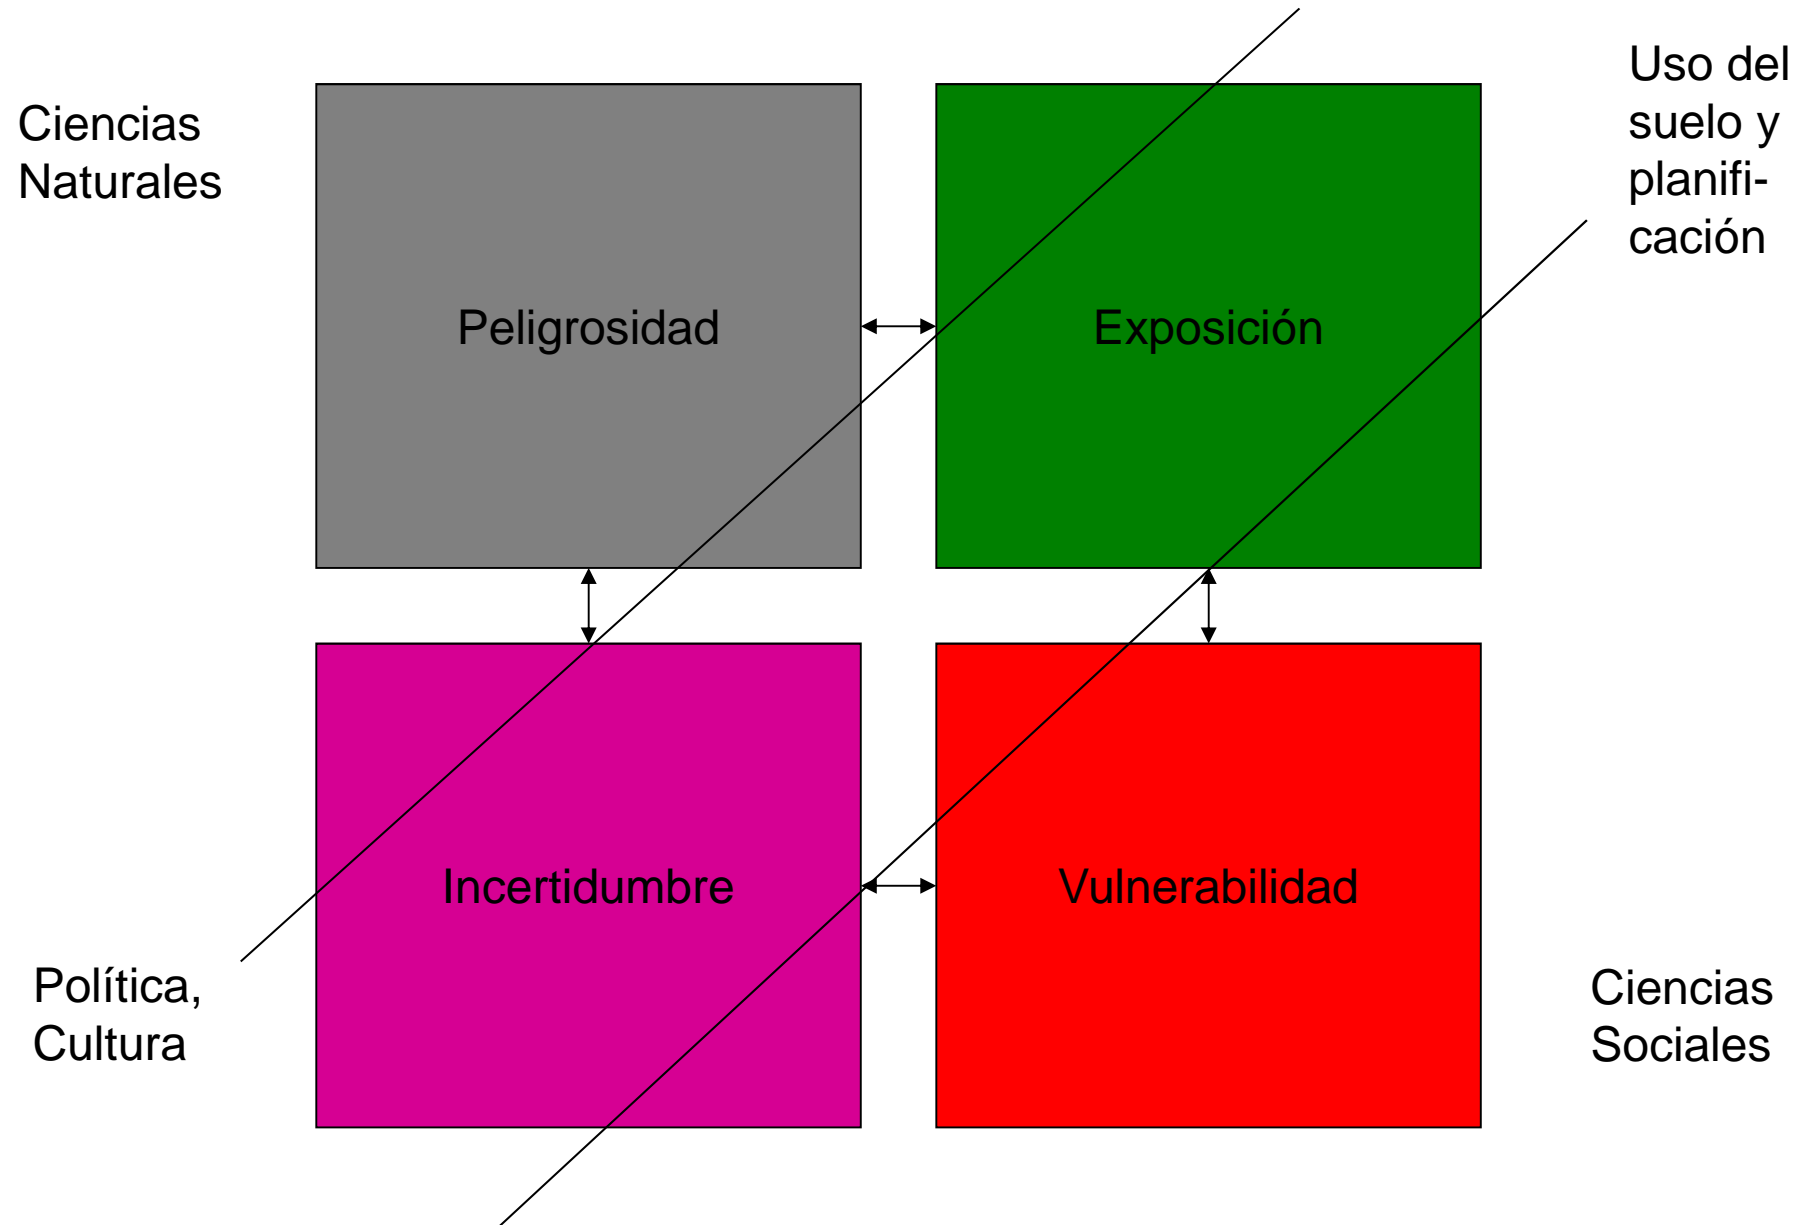 Ciencias
Naturales
Peligrosidad
Exposición
Uso del
suelo y
planifi-
cación
Política,
Cultura
Incertidumbre
Vulnerabilidad
Ciencias
Sociales